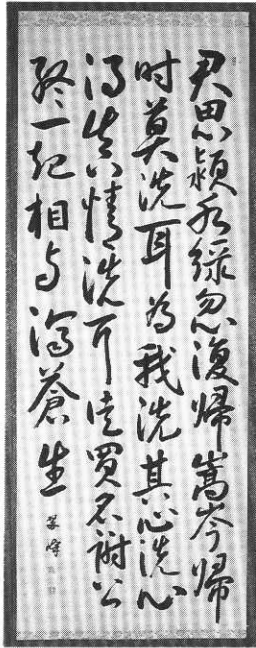 君思潁水綠忽復歸嵩岑歸
时莫洗耳為我洗其心洗心
得真情洗耳徒買名謝公
終一起相与濟蒼生